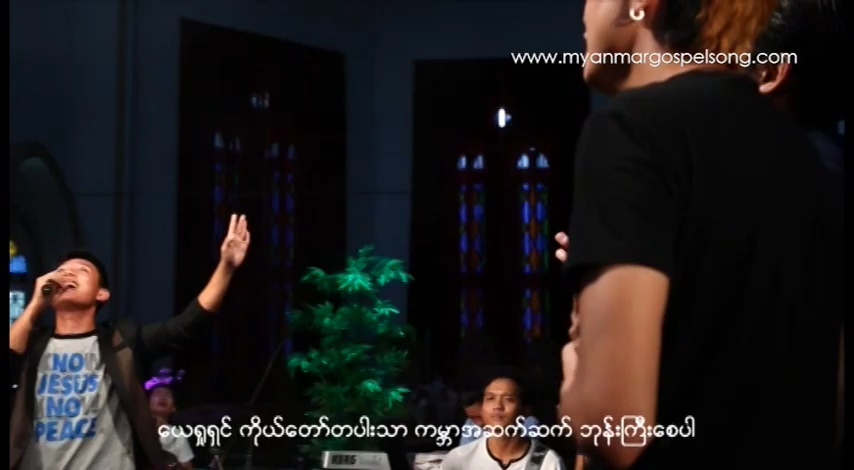 www.myanmargospelsong.com
NO
JESUS
NO
PEACE
KORG
ယေရှုရှင် ကိုယ်တော်တပါးသာ ကမ္ဘာအဆက်ဆက် ဘုန်းကြီးစေပါ